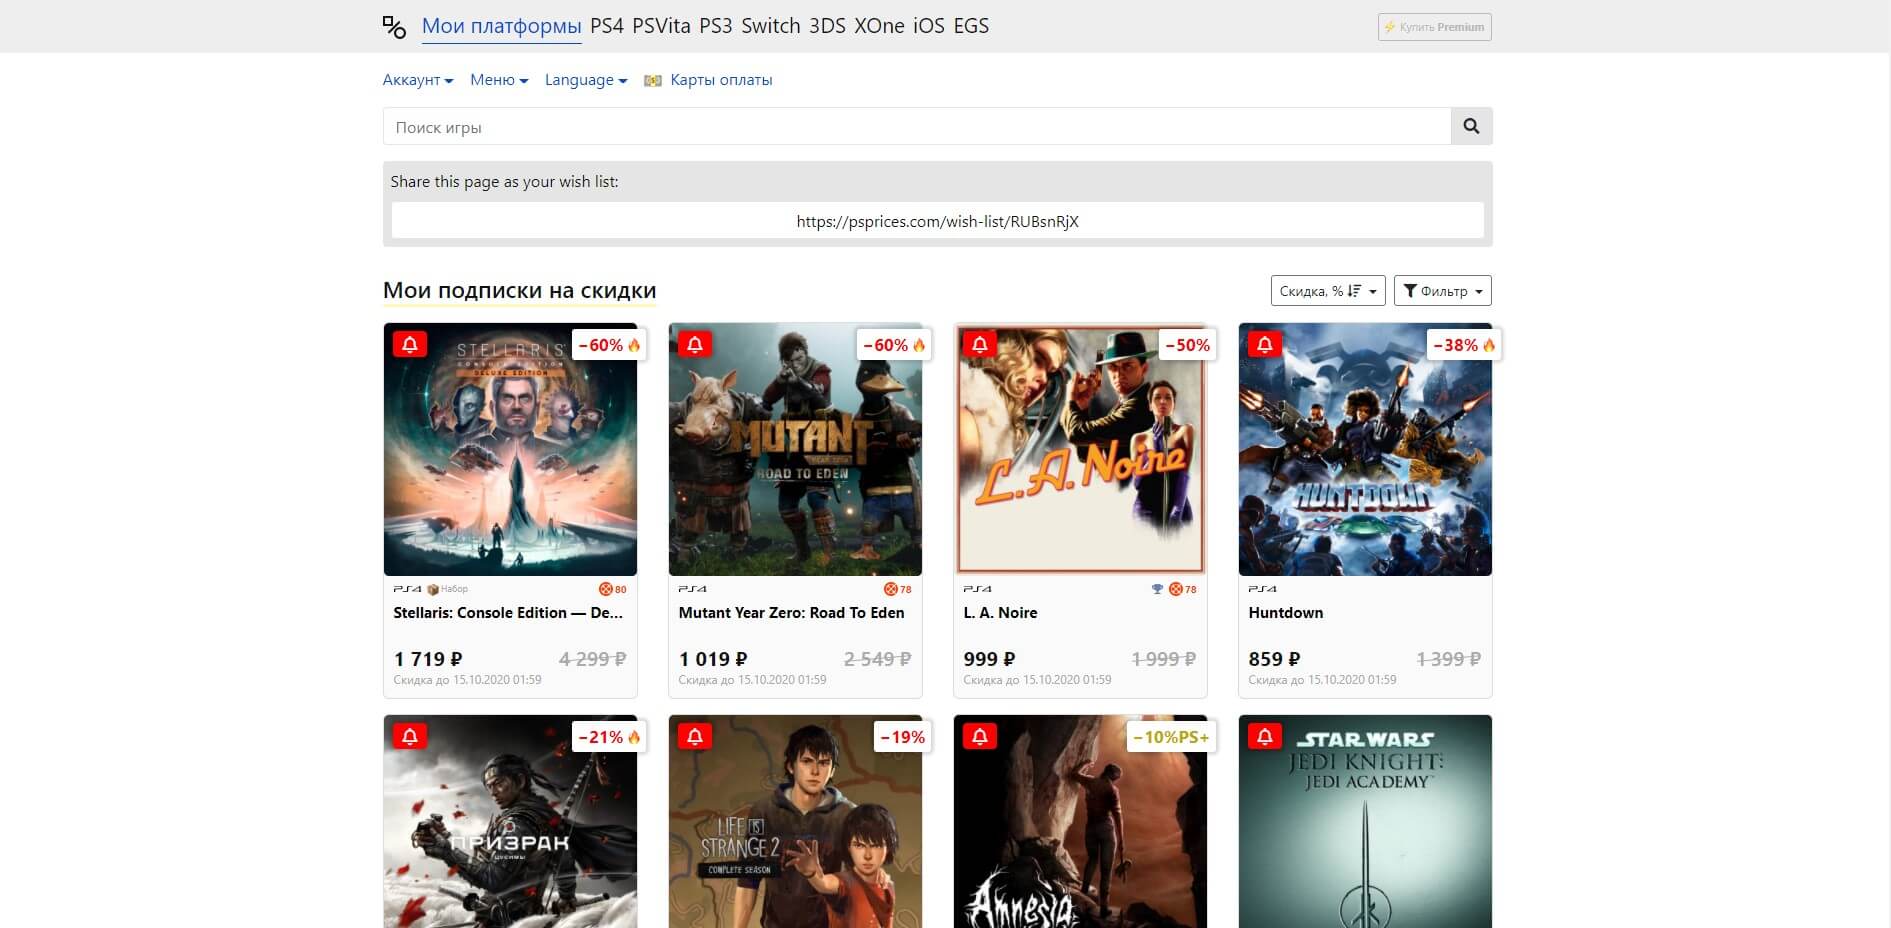 Мои платформы PS4 PSVita PS3 Switch 3DS XOne iOS EGS
Купить Premium
Аккаунт Меню Language Карты оплаты
Поиск игры
Share this page as your wish list:
https://psprices.com/wish-list/RUBsnRjX
Мои подписки на скидки
Скидка, %
Фильтр
−60%
STELLARIS
CONSOLE EDITION
DELUXE EDITION
PS4 Набор 80
Stellaris: Console Edition — De...
1 719 ₽ 4 299 ₽
Скидка до 15.10.2020 01:59
−60%
MUTANT
YEAR ZERO
ROAD TO EDEN
PS4 78
Mutant Year Zero: Road To Eden
1 019 ₽ 2 549 ₽
Скидка до 15.10.2020 01:59
−50%
L.A. Noire
PS4 78
L. A. Noire
999 ₽ 1 999 ₽
Скидка до 15.10.2020 01:59
−38%
HUNTDOWN
PS4
Huntdown
859 ₽ 1 399 ₽
Скидка до 15.10.2020 01:59
−21%
ПРИЗРАК
ЦУСИМЫ
−19%
LIFE IS
STRANGE 2
COMPLETE SEASON
−10%PS+
Amnesia
STAR WARS
JEDI KNIGHT:
JEDI ACADEMY